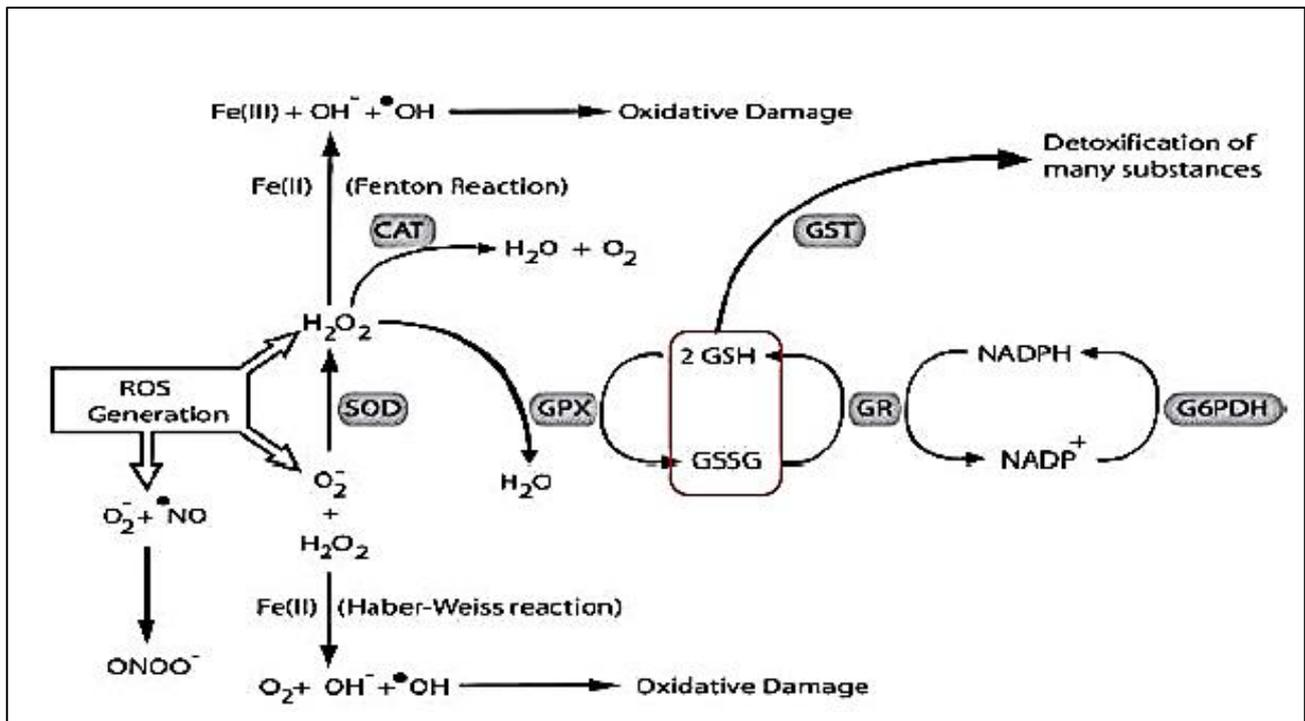 Fe(III) + OH⁻ + •OH
Oxidative Damage
Detoxification of
many substances
Fe(II)
(Fenton Reaction)
CAT
GST
H₂O + O₂
H₂O₂
2 GSH
NADPH
ROS
Generation
SOD
GPX
GR
G6PDH
O₂⁻
H₂O
GSSG
NADP⁺
O₂⁻ + •NO
+
H₂O₂
Fe(II)
(Haber-Weiss reaction)
ONOO⁻
O₂ + OH⁻ + •OH
Oxidative Damage